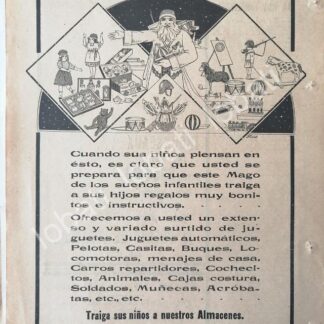 Cuando sus niños piensan en
ésto, es claro que usted se
prepara para que este Mago
de los sueños infantiles traiga
a sus hijos regalos muy boni-
tos e instructivos.
Ofrecemos a usted un exten-
so y variado surtido de ju-
guetes. Juguetes automáticos,
Pelotas, Casitas, Buques, Lo-
comotoras, menajes de casa,
Carros repartidores, Cocheci-
tos, Animales, Cajas costura,
Soldados, Muñecas, Acróba-
tas, etc., etc.
Traiga sus niños a nuestros Almacenes.